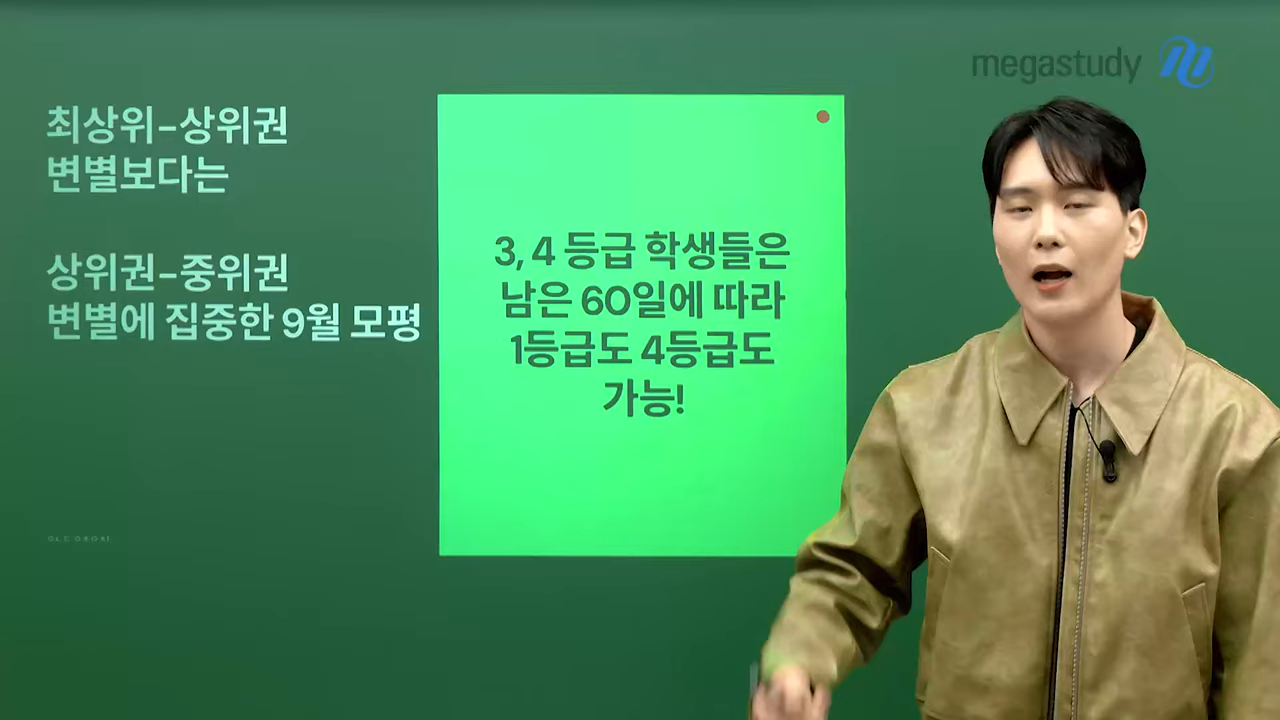 megastudy
최상위-상위권
변별보다는
상위권-중위권
변별에 집중한 9월 모평
3, 4 등급 학생들은
남은 60일에 따라
1등급도 4등급도
가능!